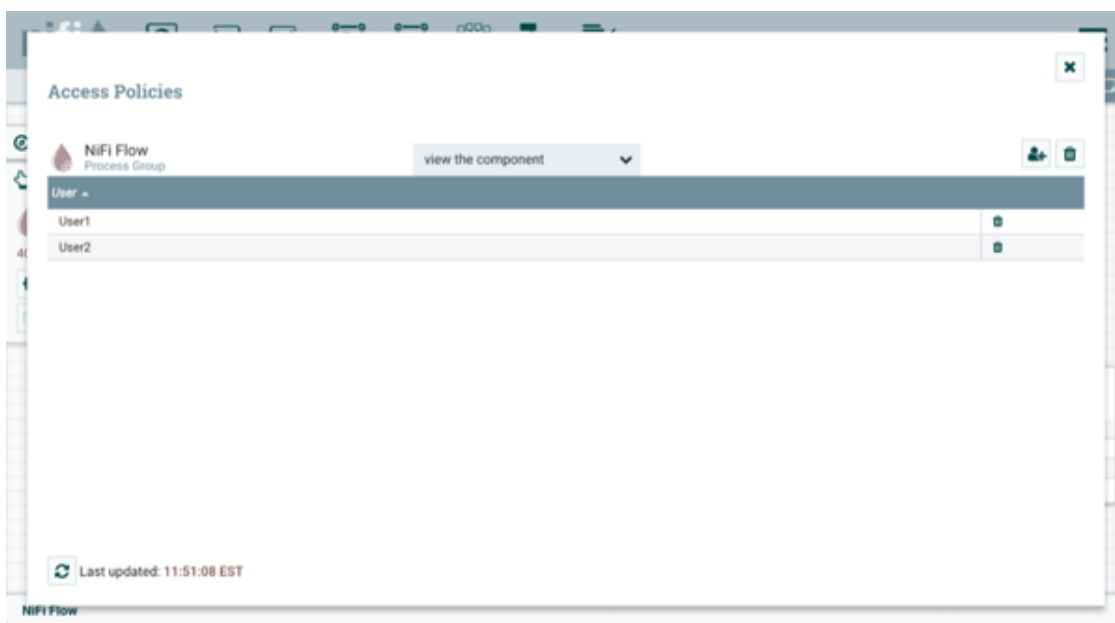 Access Policies
NiFi Flow
Process Group
view the component
User
User1
User2
Last updated: 11:51:08 EST
NiFi Flow